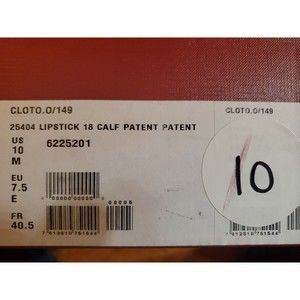 CLOTO.O/149
CLOTO.O/149
25404 LIPSTICK 18 CALF PATENT PATENT
US
10
M
6225201
10
EU
7.5
E
00006
FR
40.5